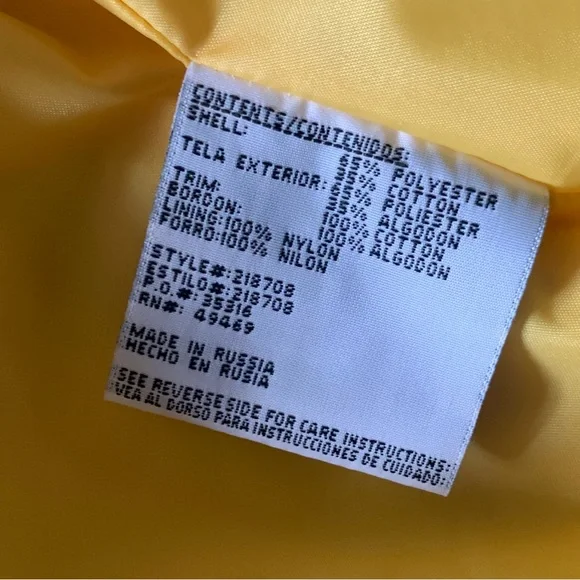 CONTENTS/CONTENIDOS:
SHELL: 65% POLYESTER
35% COTTON
TELA EXTERIOR: 65% POLIESTER
35% ALGODON
TRIM: 100% COTTON
BORDON: 100% ALGODON
LINING:100% NYLON
FORRO:100% NILON
STYLE#:218708
ESTILO#:218708
P.O.#: 35316
RN#: 49469
MADE IN RUSSIA
HECHO EN RUSIA
SEE REVERSE SIDE FOR CARE INSTRUCTIONS:
VEA AL DORSO PARA INSTRUCCIONES DE CUIDADO: